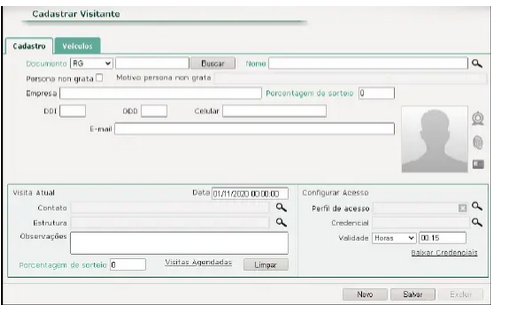 Cadastrar Visitante
Cadastro Veículos
Documento RG Buscar Nome
Persona non grata Motivo persona non grata
Empresa Porcentagem de sorteio 0
DDI DDD Celular
E-mail
Visita Atual Data 01/11/2020 00:00:00 Configurar Acesso
Contato Perfil de acesso
Estrutura Credencial
Observações Validade Horas 00:15
Baixar Credenciais
Porcentagem de sorteio 0 Visitas Agendadas Limpar
Novo Salvar Excluir